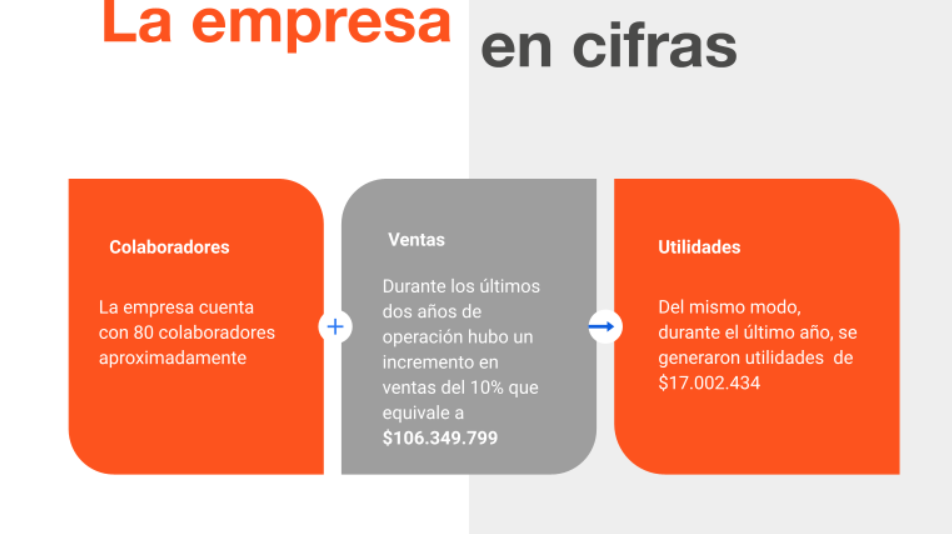 La empresa
en cifras
Colaboradores
La empresa cuenta
con 80 colaboradores
aproximadamente
Ventas
Durante los últimos
dos años de
operación hubo un
incremento en
ventas del 10% que
equivale a
$106.349.799
Utilidades
Del mismo modo,
durante el último año, se
generaron utilidades  de
$17.002.434